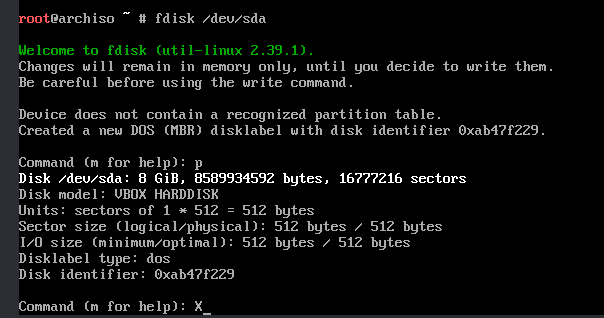 root@archiso ~ # fdisk /dev/sda
Welcome to fdisk (util-linux 2.39.1).
Changes will remain in memory only, until you decide to write them.
Be careful before using the write command.
Device does not contain a recognized partition table.
Created a new DOS (MBR) disklabel with disk identifier 0xab47f229.
Command (m for help): p
Disk /dev/sda: 8 GiB, 8589934592 bytes, 16777216 sectors
Disk model: VBOX HARDDISK
Units: sectors of 1 * 512 = 512 bytes
Sector size (logical/physical): 512 bytes / 512 bytes
I/O size (minimum/optimal): 512 bytes / 512 bytes
Disklabel type: dos
Disk identifier: 0xab47f229
Command (m for help): X_